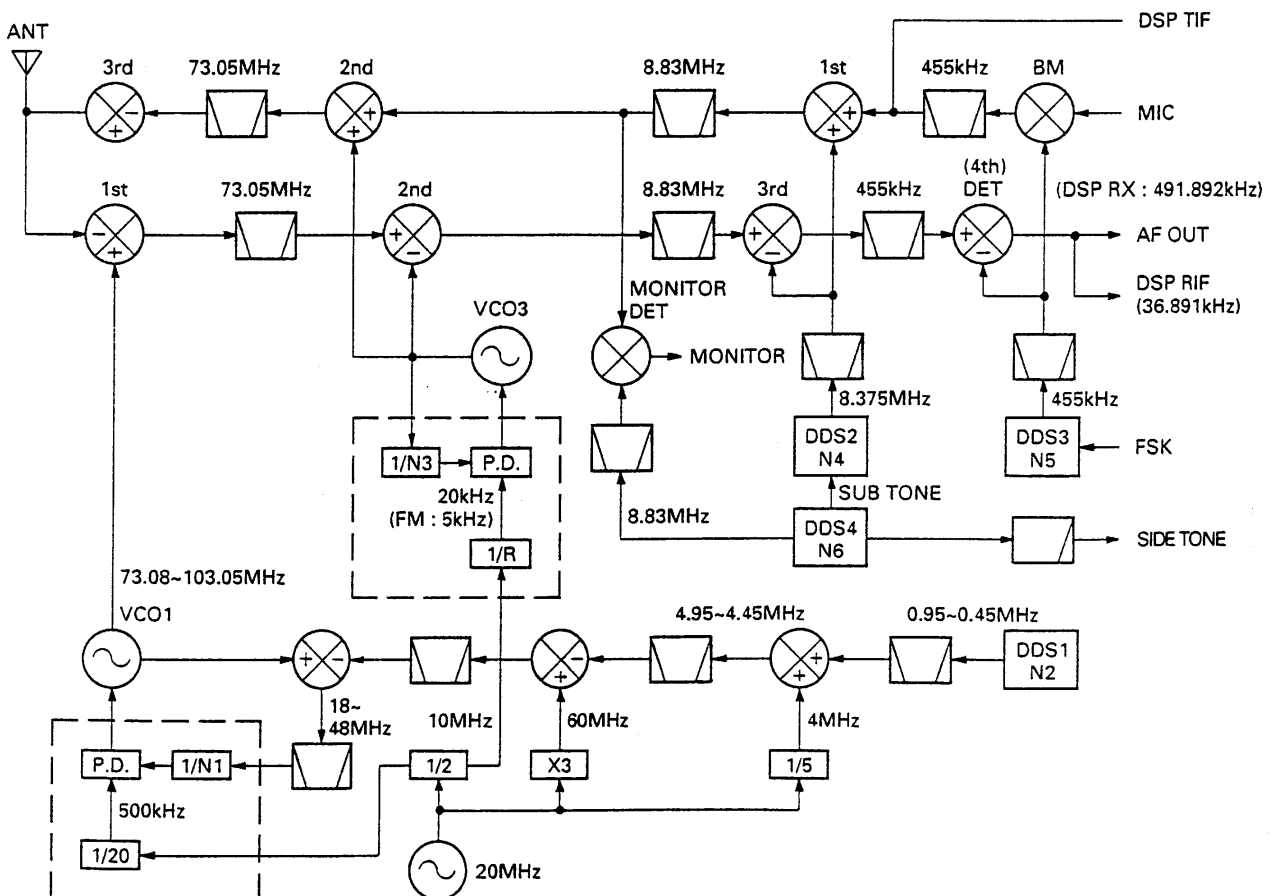 DSP TIF
ANT
3rd
73.05MHz
2nd
8.83MHz
1st
455kHz
BM
MIC
1st
73.05MHz
2nd
8.83MHz
3rd
455kHz
(4th)
DET
(DSP RX : 491.892kHz)
AF OUT
DSP RIF
(36.891kHz)
MONITOR
DET
VCO3
MONITOR
8.375MHz
455kHz
DDS2
N4
DDS3
N5
FSK
1/N3
P.D.
20kHz
(FM : 5kHz)
SUB TONE
8.83MHz
DDS4
N6
SIDE TONE
1/R
73.08~103.05MHz
VCO1
4.95~4.45MHz
0.95~0.45MHz
DDS1
N2
18~
48MHz
10MHz
60MHz
4MHz
P.D.
1/N1
1/2
X3
1/5
500kHz
1/20
20MHz